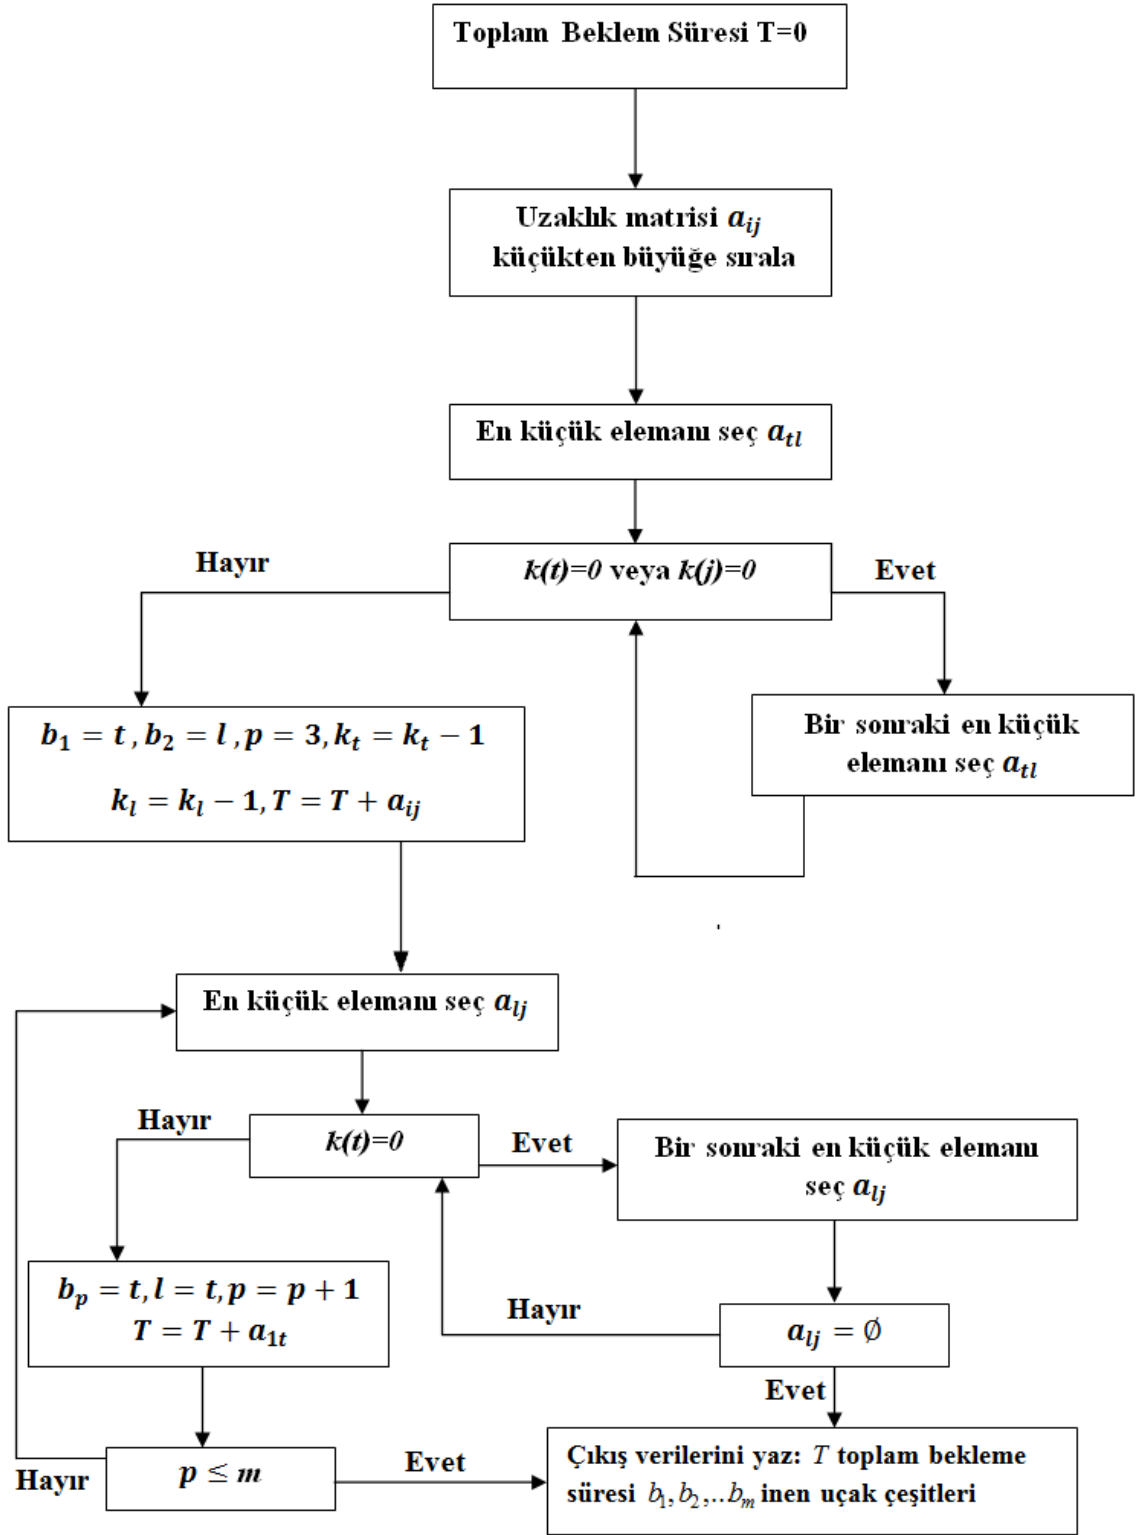 Toplam Beklem Süresi T=0
Uzaklık matrisi a_{ij}
küçükten büyüğe sırala
En küçük elemanı seç a_{tl}
Hayır
k(t)=0 veya k(j)=0
Evet
b_1 = t , b_2 = l , p = 3, k_t = k_t − 1
k_l = k_l − 1, T = T + a_{ij}
Bir sonraki en küçük
elemanı seç a_{tl}
En küçük elemanı seç a_{lj}
Hayır
k(t)=0
Evet
Bir sonraki en küçük elemanı
seç a_{lj}
b_p = t, l = t, p = p + 1
T = T + a_{1t}
Hayır
a_{lj} = ∅
Evet
Hayır
p ≤ m
Evet
Çıkış verilerini yaz: T toplam bekleme
süresi b_1, b_2, ..b_m inen uçak çeşitleri